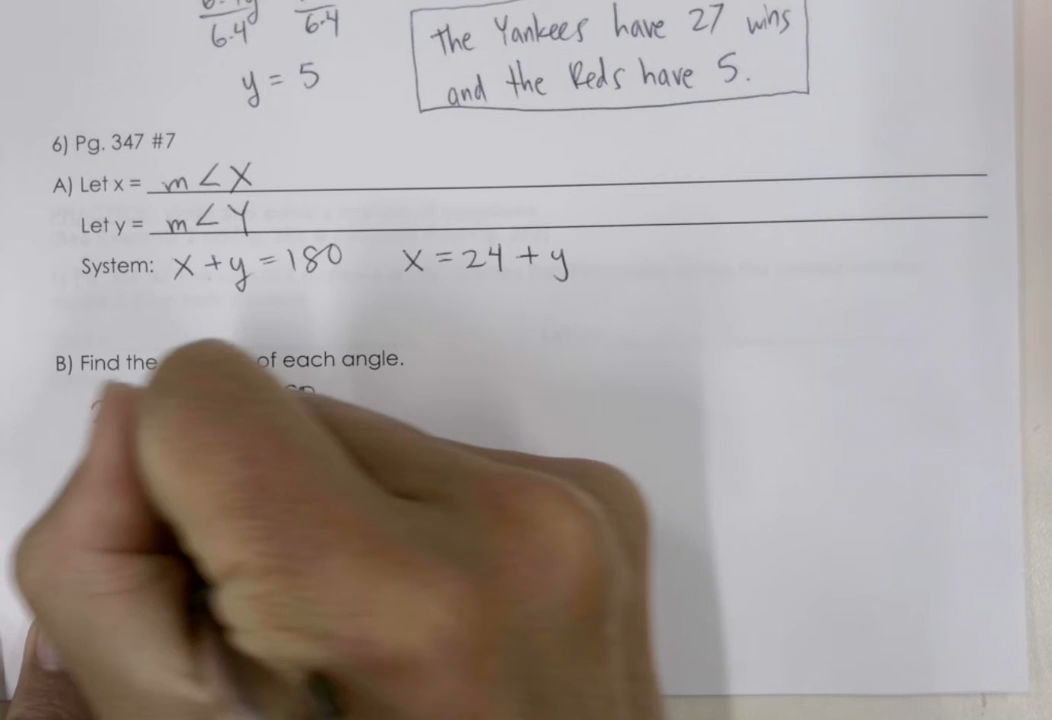 6·4 6·4
y = 5
The Yankees have 27 wins
and the Reds have 5.
6) Pg. 347 #7
A) Let x = m∠X
Let y = m∠Y
System: x + y = 180 x = 24 + y
B) Find the of each angle.